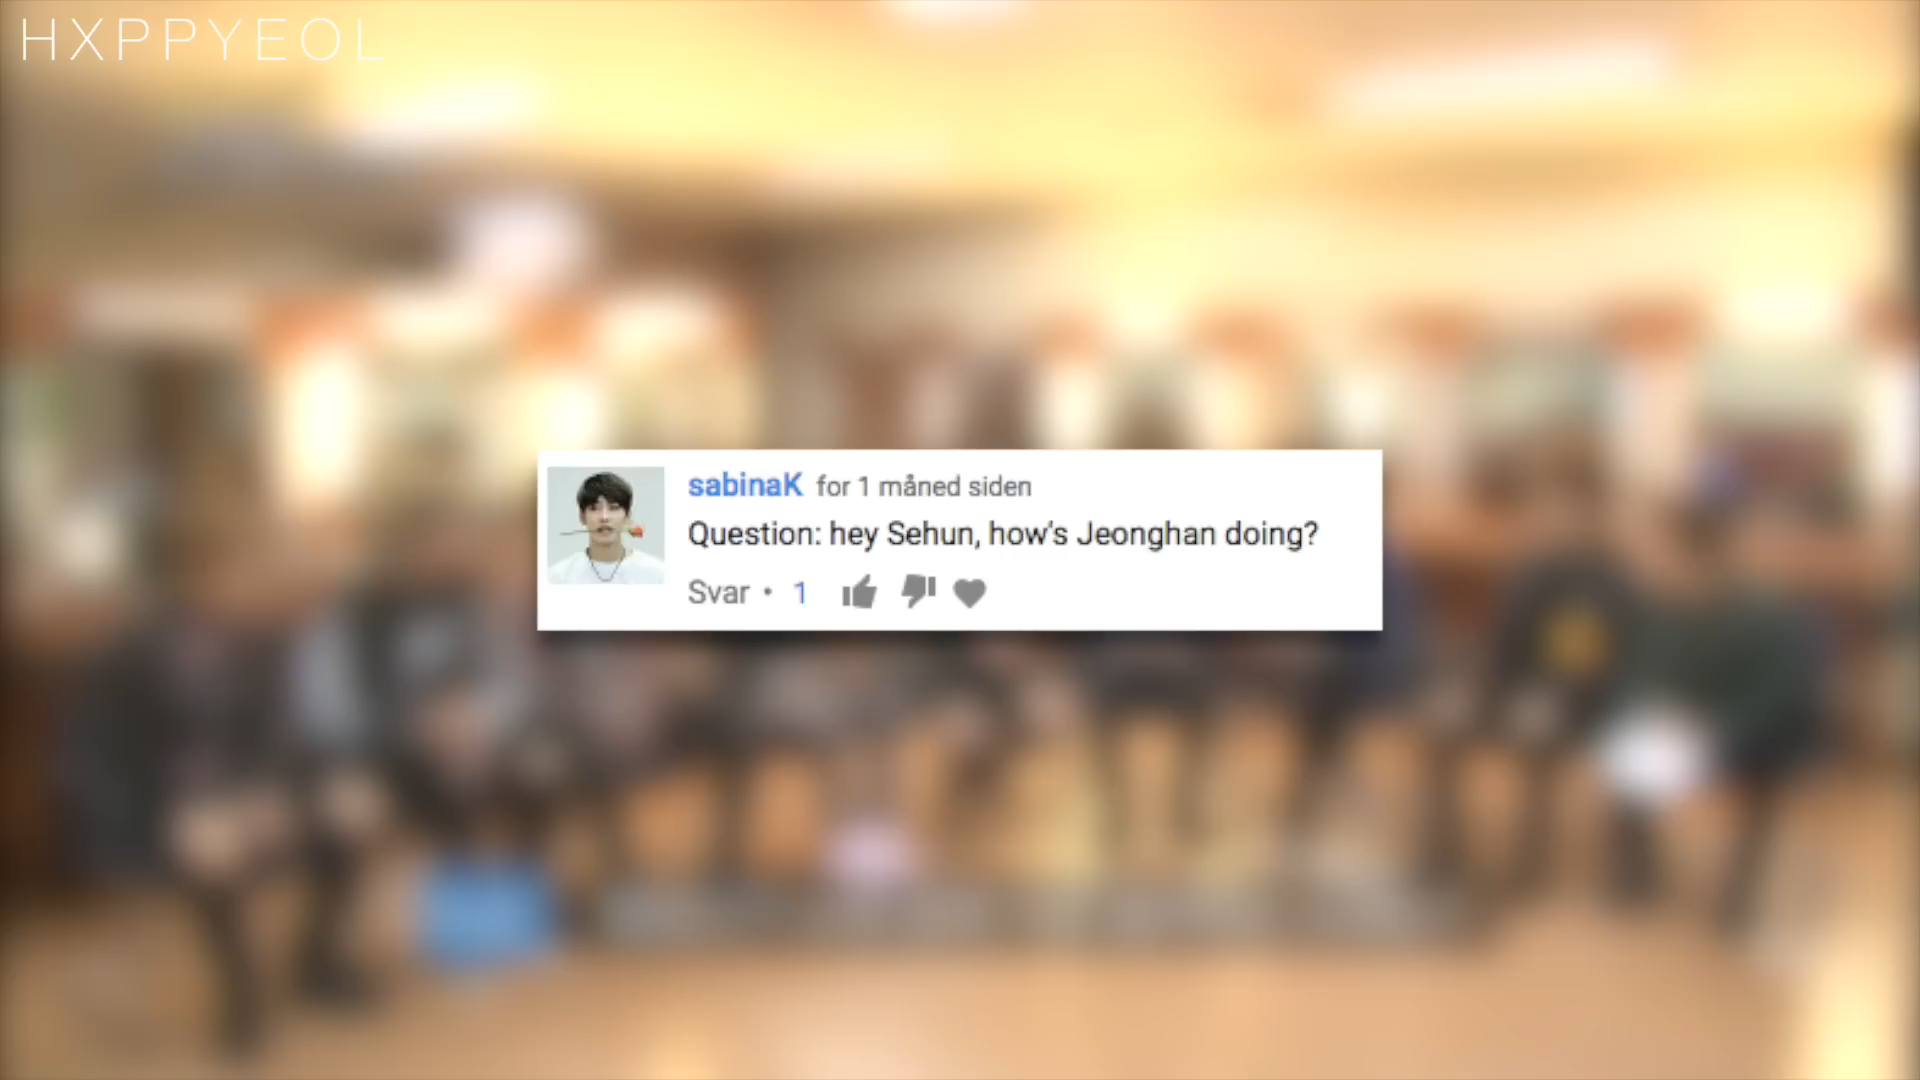 HXPPYEOL
sabinaK for 1 måned siden
Question: hey Sehun, how's Jeonghan doing?
Svar • 1